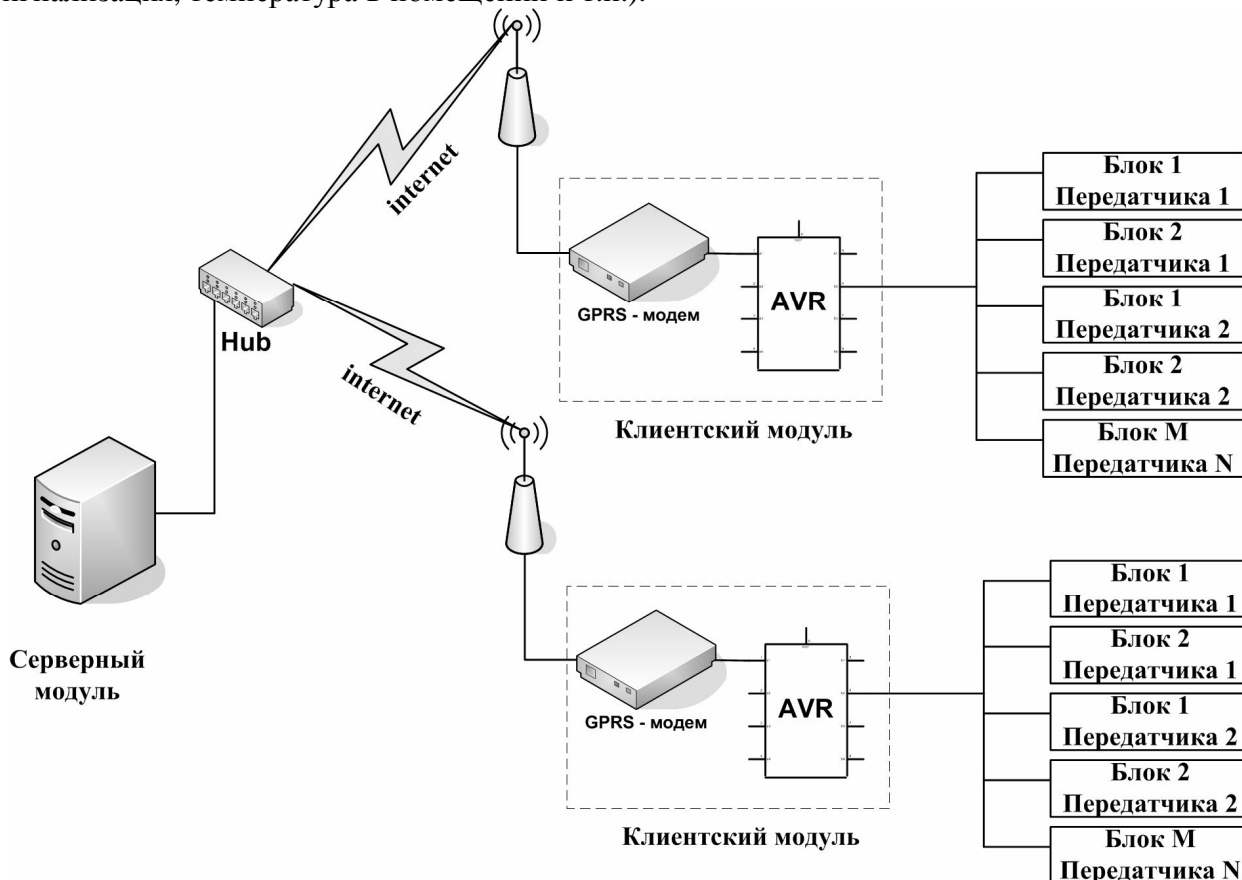 сигнализация, температура в помещении и т.п.).
internet
Hub
internet
Серверный
модуль
GPRS - модем
AVR
Клиентский модуль
Блок 1
Передатчика 1
Блок 2
Передатчика 1
Блок 1
Передатчика 2
Блок 2
Передатчика 2
Блок M
Передатчика N
GPRS - модем
AVR
Клиентский модуль
Блок 1
Передатчика 1
Блок 2
Передатчика 1
Блок 1
Передатчика 2
Блок 2
Передатчика 2
Блок M
Передатчика N